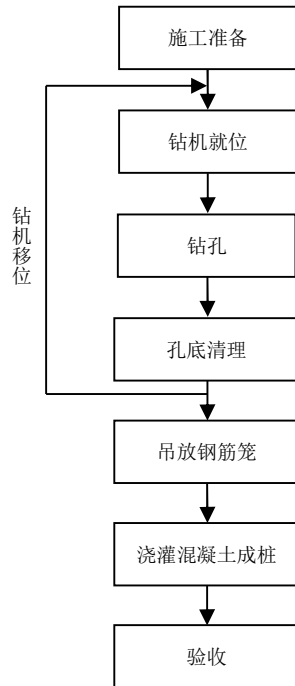 施工准备
钻机就位
钻机移位
钻孔
孔底清理
吊放钢筋笼
浇灌混凝土成桩
验收